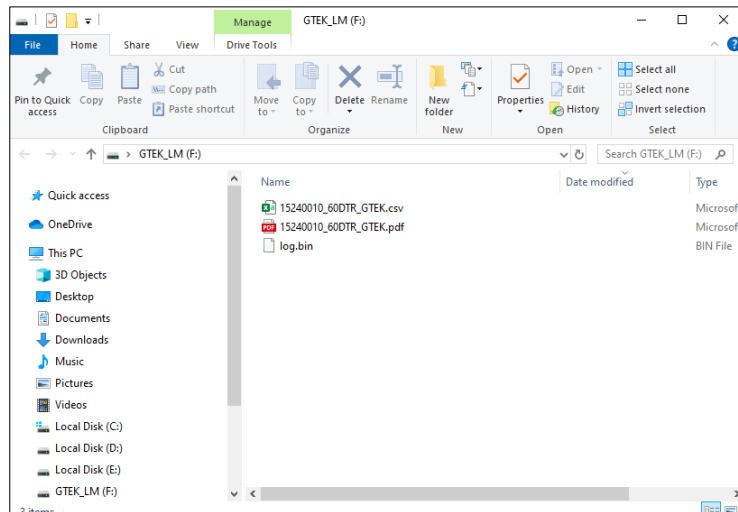 Manage GTEK_LM (F:)
File Home Share View Drive Tools
Pin to Quick access
Copy
Paste
Cut
Copy path
Paste shortcut
Move to
Copy to
Delete
Rename
New folder
Properties
Open
Edit
History
Select all
Select none
Invert selection
Clipboard Organize New Open Select
GTEK_LM (F:)
Search GTEK_LM (F:)
Name Date modified Type
15240010_60DTR_GTEK.csv Microsof
15240010_60DTR_GTEK.pdf Microsof
log.bin BIN File
Quick access
OneDrive
This PC
3D Objects
Desktop
Documents
Downloads
Music
Pictures
Videos
Local Disk (C:)
Local Disk (D:)
Local Disk (E:)
GTEK_LM (F:)
3 items